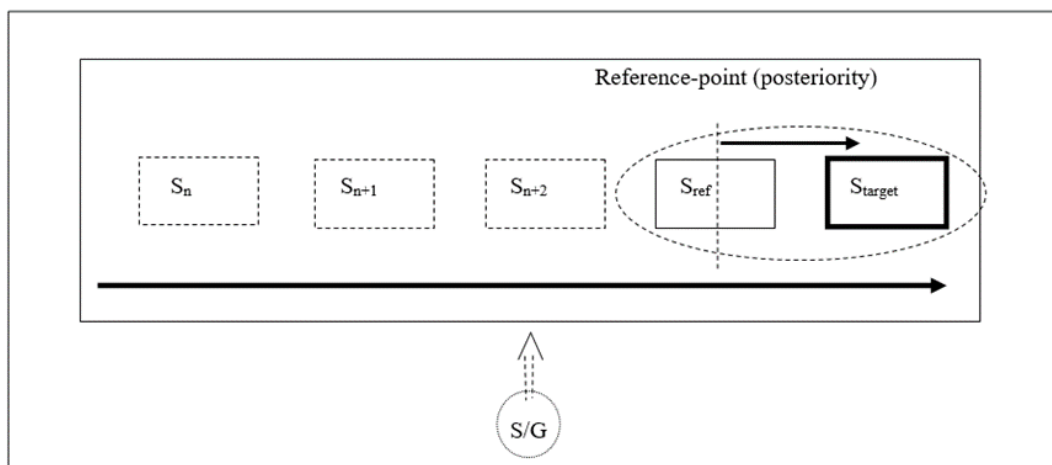 Reference-point (posteriority)
Sn Sn+1 Sn+2 Sref Starget
S/G